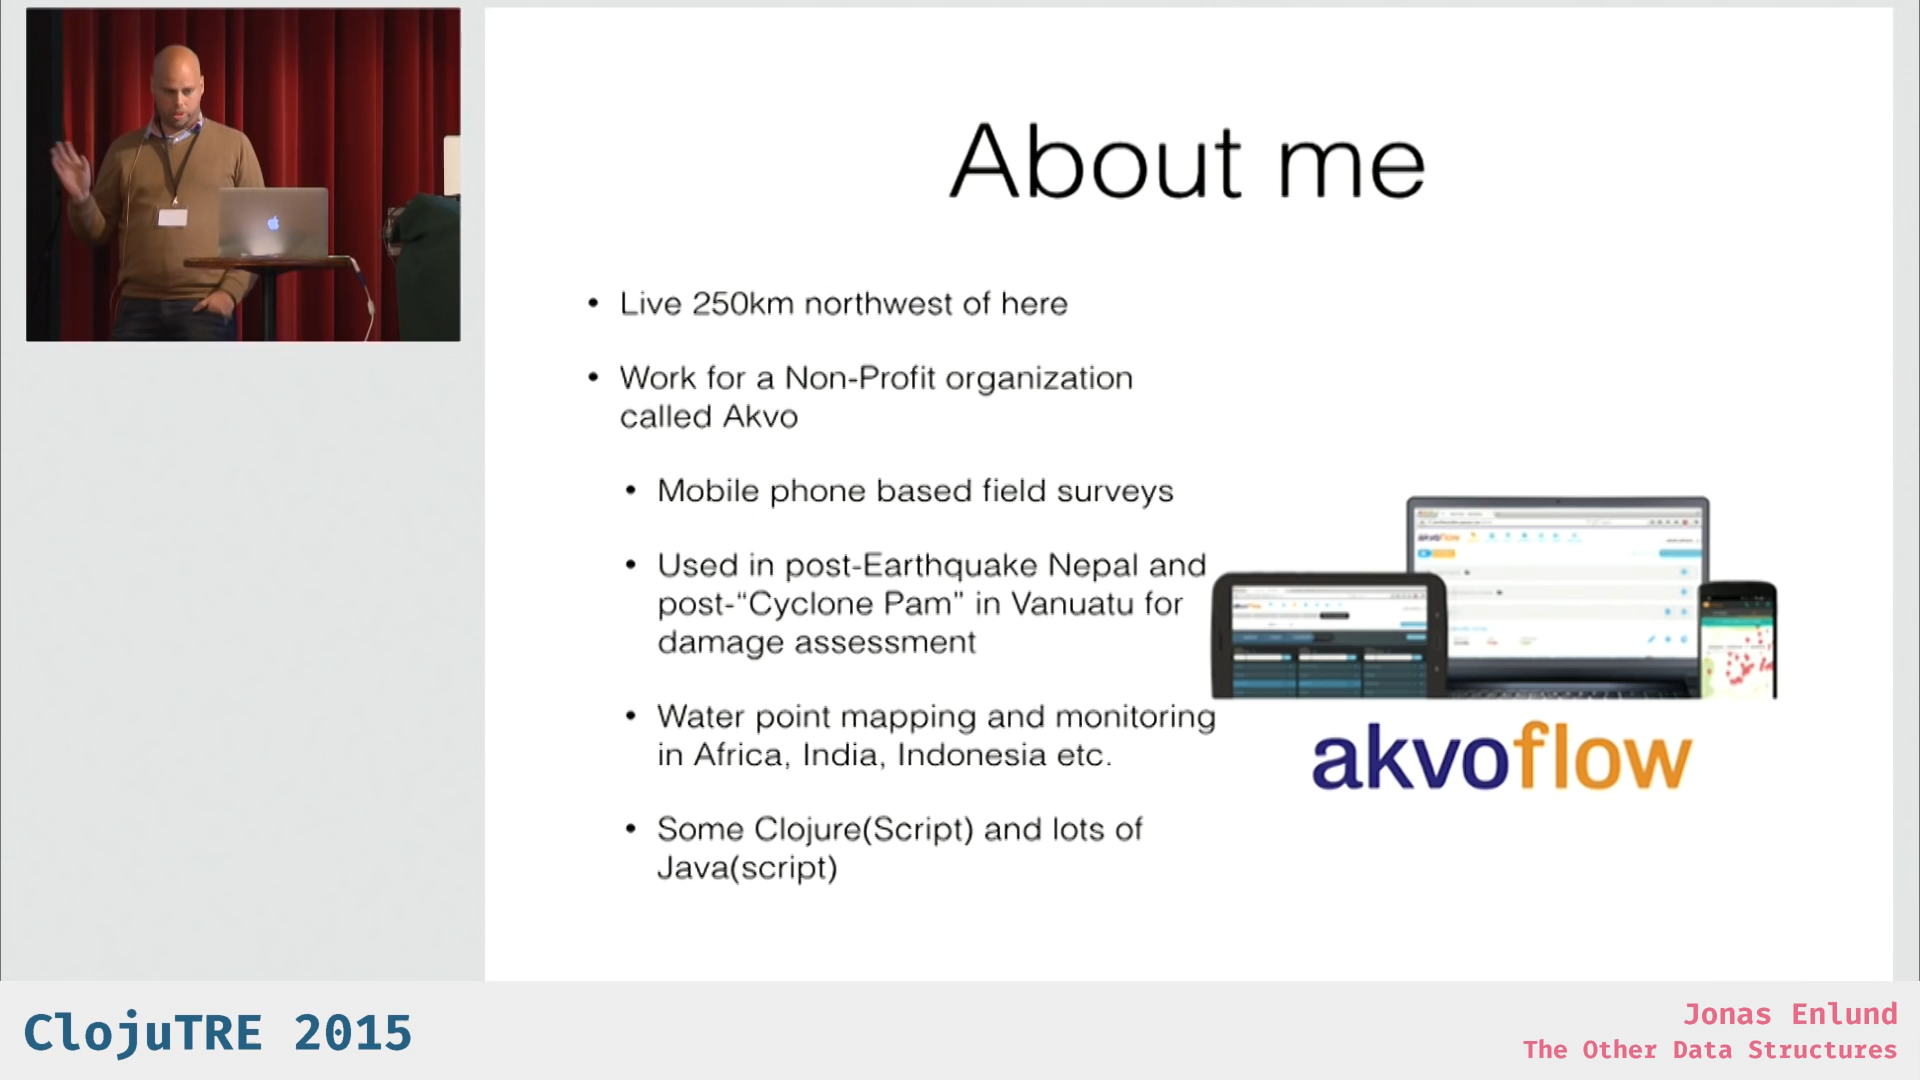 About me
• Live 250km northwest of here
• Work for a Non-Profit organization
called Akvo
• Mobile phone based field surveys
• Used in post-Earthquake Nepal and
post-“Cyclone Pam” in Vanuatu for
damage assessment
• Water point mapping and monitoring
in Africa, India, Indonesia etc.
• Some Clojure(Script) and lots of
Java(script)
akvoflow
akvoflow
ClojuTRE 2015
Jonas Enlund
The Other Data Structures